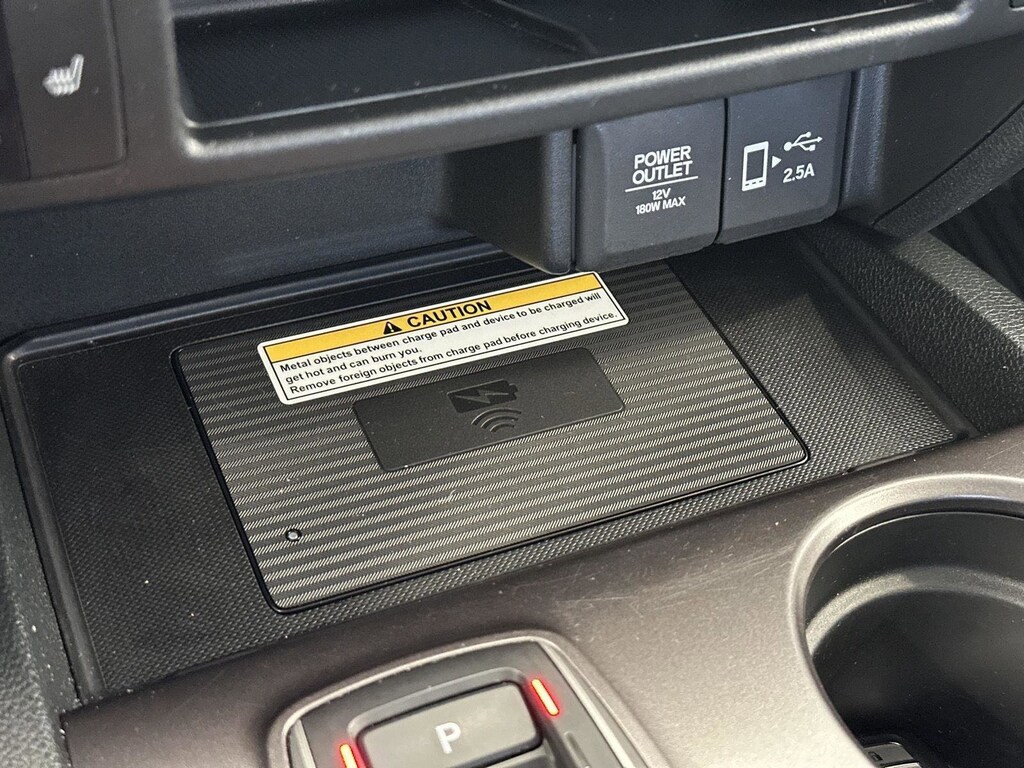 POWER
OUTLET
12V
180W MAX
2.5A
CAUTION
Metal objects between charge pad and device to be charged will
get hot and can burn you.
Remove foreign objects from charge pad before charging device.
P